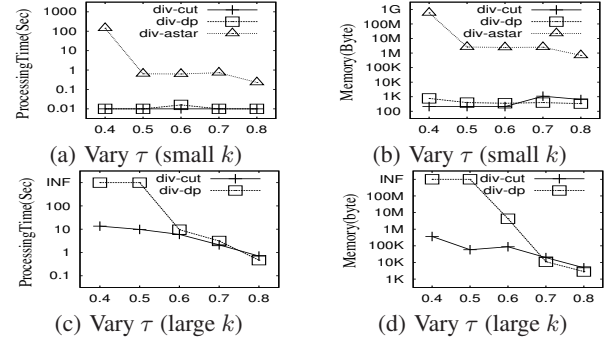 ProcessingTime(Sec)
1000
100
10
1
0.1
0.01
div-cut
div-dp
div-astar
0.4 0.5 0.6 0.7 0.8
(a) Vary τ (small k)
Memory(Byte)
1G
100M
10M
1M
100K
10K
1K
100
div-cut
div-dp
div-astar
0.4 0.5 0.6 0.7 0.8
(b) Vary τ (small k)
ProcessingTime(Sec)
INF
100
10
1
0.1
div-cut
div-dp
0.4 0.5 0.6 0.7 0.8
(c) Vary τ (large k)
Memory(byte)
INF
100M
10M
1M
100K
10K
1K
div-cut
div-dp
0.4 0.5 0.6 0.7 0.8
(d) Vary τ (large k)